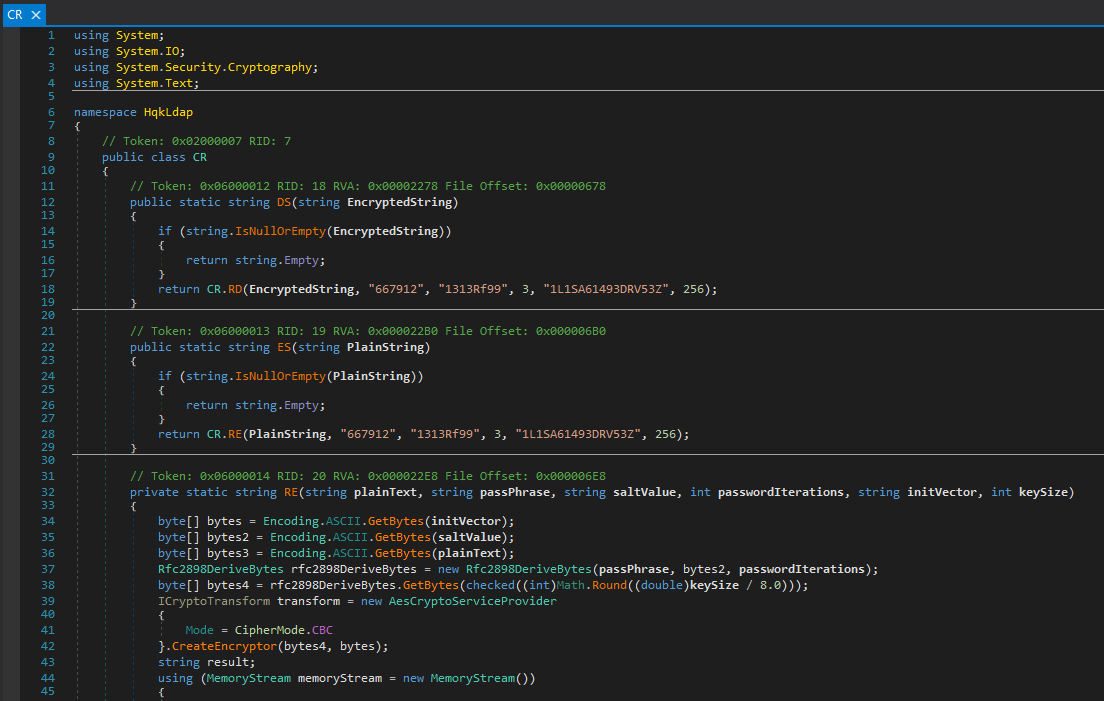 CR ✕
1 using System;
2 using System.IO;
3 using System.Security.Cryptography;
4 using System.Text;
5
6 namespace HqkLdap
7 {
8     // Token: 0x02000007 RID: 7
9     public class CR
10     {
11         // Token: 0x06000012 RID: 18 RVA: 0x00002278 File Offset: 0x00000678
12         public static string DS(string EncryptedString)
13         {
14             if (string.IsNullOrEmpty(EncryptedString))
15             {
16                 return string.Empty;
17             }
18             return CR.RD(EncryptedString, "667912", "1313Rf99", 3, "1L1SA61493DRV53Z", 256);
19         }
20
21         // Token: 0x06000013 RID: 19 RVA: 0x000022B0 File Offset: 0x000006B0
22         public static string ES(string PlainString)
23         {
24             if (string.IsNullOrEmpty(PlainString))
25             {
26                 return string.Empty;
27             }
28             return CR.RE(PlainString, "667912", "1313Rf99", 3, "1L1SA61493DRV53Z", 256);
29         }
30
31         // Token: 0x06000014 RID: 20 RVA: 0x000022E8 File Offset: 0x000006E8
32         private static string RE(string plainText, string passPhrase, string saltValue, int passwordIterations, string initVector, int keySize)
33         {
34             byte[] bytes = Encoding.ASCII.GetBytes(initVector);
35             byte[] bytes2 = Encoding.ASCII.GetBytes(saltValue);
36             byte[] bytes3 = Encoding.ASCII.GetBytes(plainText);
37             Rfc2898DeriveBytes rfc2898DeriveBytes = new Rfc2898DeriveBytes(passPhrase, bytes2, passwordIterations);
38             byte[] bytes4 = rfc2898DeriveBytes.GetBytes(checked((int)Math.Round((double)keySize / 8.0)));
39             ICryptoTransform transform = new AesCryptoServiceProvider
40             {
41                 Mode = CipherMode.CBC
42             }.CreateEncryptor(bytes4, bytes);
43             string result;
44             using (MemoryStream memoryStream = new MemoryStream())
45             {